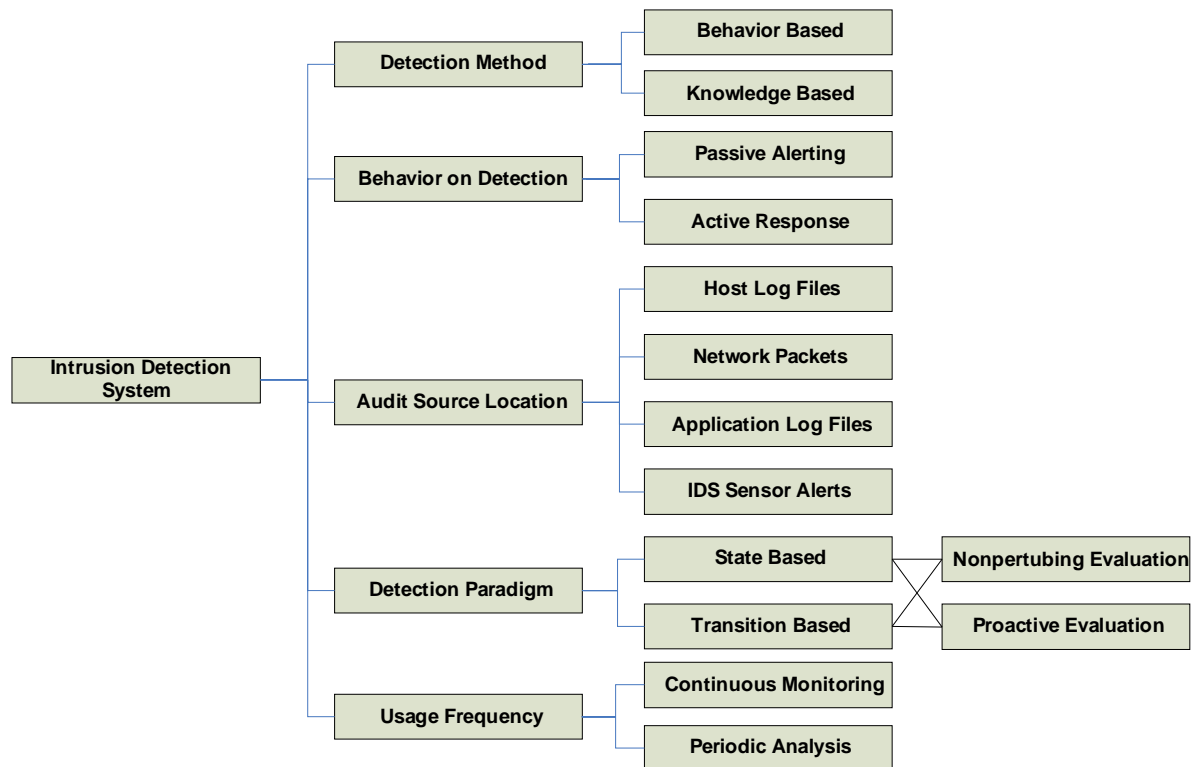 Intrusion Detection
System
Detection Method
Behavior Based
Knowledge Based
Behavior on Detection
Passive Alerting
Active Response
Audit Source Location
Host Log Files
Network Packets
Application Log Files
IDS Sensor Alerts
Detection Paradigm
State Based
Transition Based
Nonpertubing Evaluation
Proactive Evaluation
Usage Frequency
Continuous Monitoring
Periodic Analysis